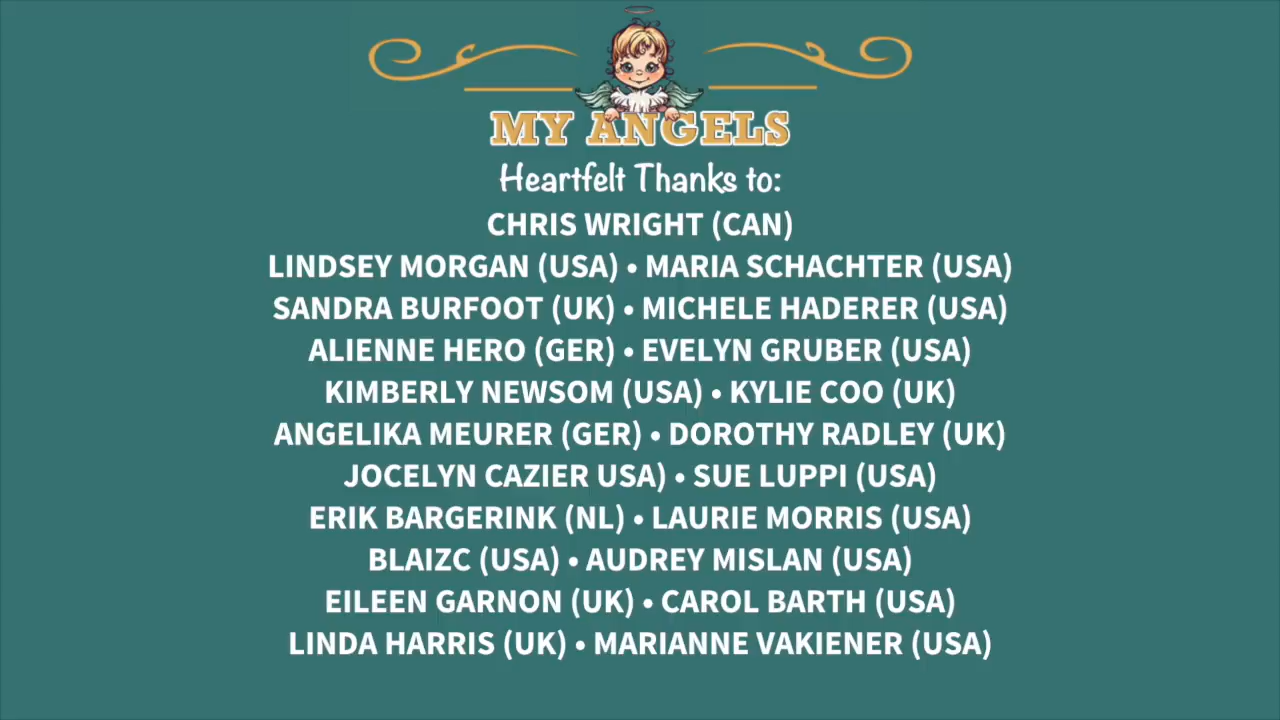 MY ANGELS
Heartfelt Thanks to:
CHRIS WRIGHT (CAN)
LINDSEY MORGAN (USA) • MARIA SCHACHTER (USA)
SANDRA BURFOOT (UK) • MICHELE HADERER (USA)
ALIENNE HERO (GER) • EVELYN GRUBER (USA)
KIMBERLY NEWSOM (USA) • KYLIE COO (UK)
ANGELIKA MEURER (GER) • DOROTHY RADLEY (UK)
JOCELYN CAZIER USA) • SUE LUPPI (USA)
ERIK BARGERINK (NL) • LAURIE MORRIS (USA)
BLAIZC (USA) • AUDREY MISLAN (USA)
EILEEN GARNON (UK) • CAROL BARTH (USA)
LINDA HARRIS (UK) • MARIANNE VAKIENER (USA)